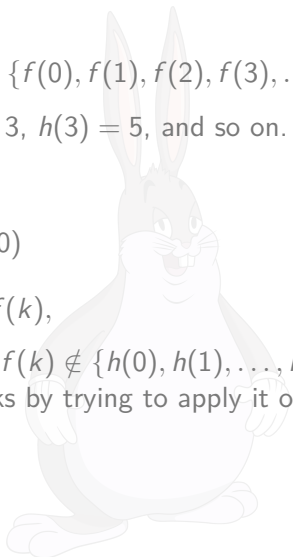 {f(0), f(1), f(2), f(3), ..
3, h(3) = 5, and so on.
0)
f(k),
f(k) ∉ {h(0), h(1), ..., h
ks by trying to apply it o